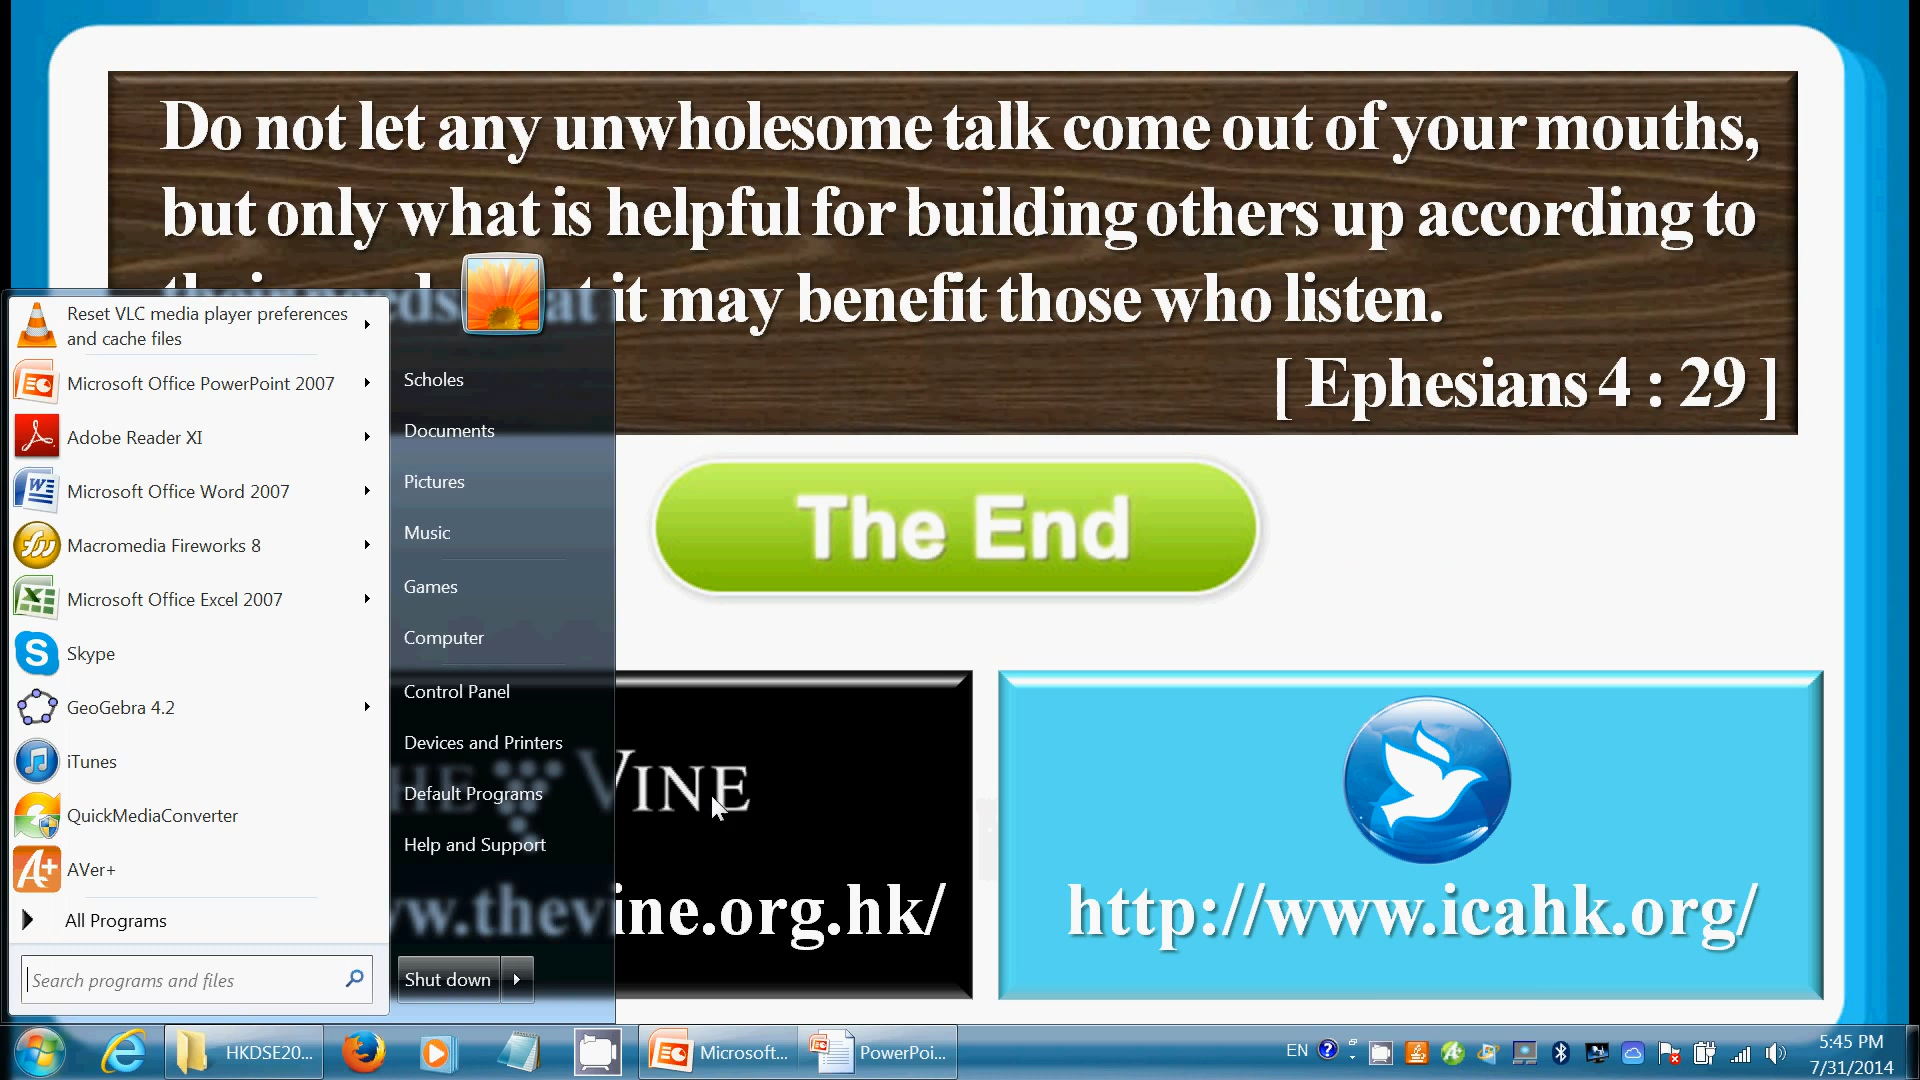 Do not let any unwholesome talk come out of your mouths,
but only what is helpful for building others up according to
it may benefit those who listen.
[ Ephesians 4 : 29 ]
The End
VINE
http://www.icahk.org/
Reset VLC media player preferences
and cache files
Microsoft Office PowerPoint 2007
Adobe Reader XI
Microsoft Office Word 2007
Macromedia Fireworks 8
Microsoft Office Excel 2007
Skype
GeoGebra 4.2
iTunes
QuickMediaConverter
AVer+
All Programs
Search programs and files
Scholes
Documents
Pictures
Music
Games
Computer
Control Panel
Devices and Printers
Default Programs
Help and Support
Shut down
HKDSE20...
Microsoft...
PowerPoi...
EN
5:45 PM
7/31/2014